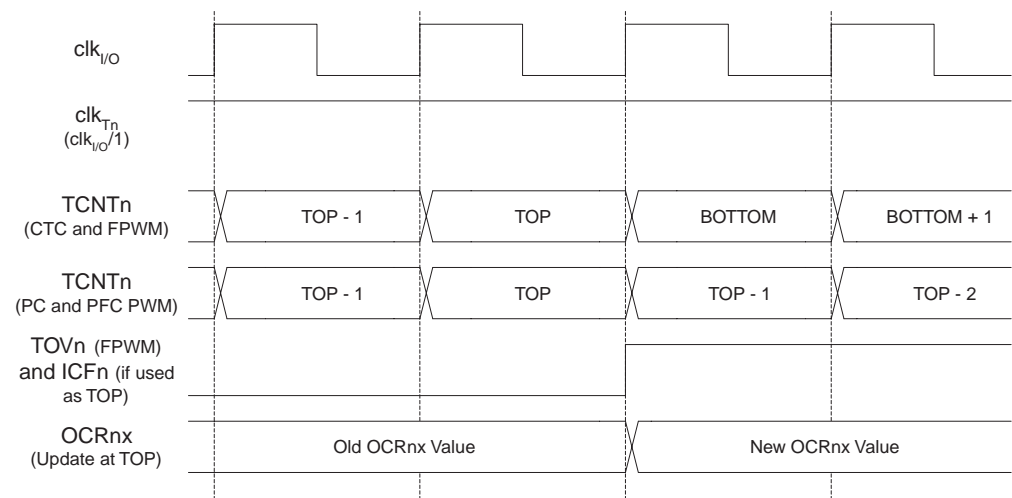 clkI/O
clkTn
(clkI/O/1)
TCNTn
(CTC and FPWM)
TOP - 1 TOP BOTTOM BOTTOM + 1
TCNTn
(PC and PFC PWM)
TOP - 1 TOP TOP - 1 TOP - 2
TOVn (FPWM)
and ICFn (if used
as TOP)
OCRnx
(Update at TOP)
Old OCRnx Value New OCRnx Value